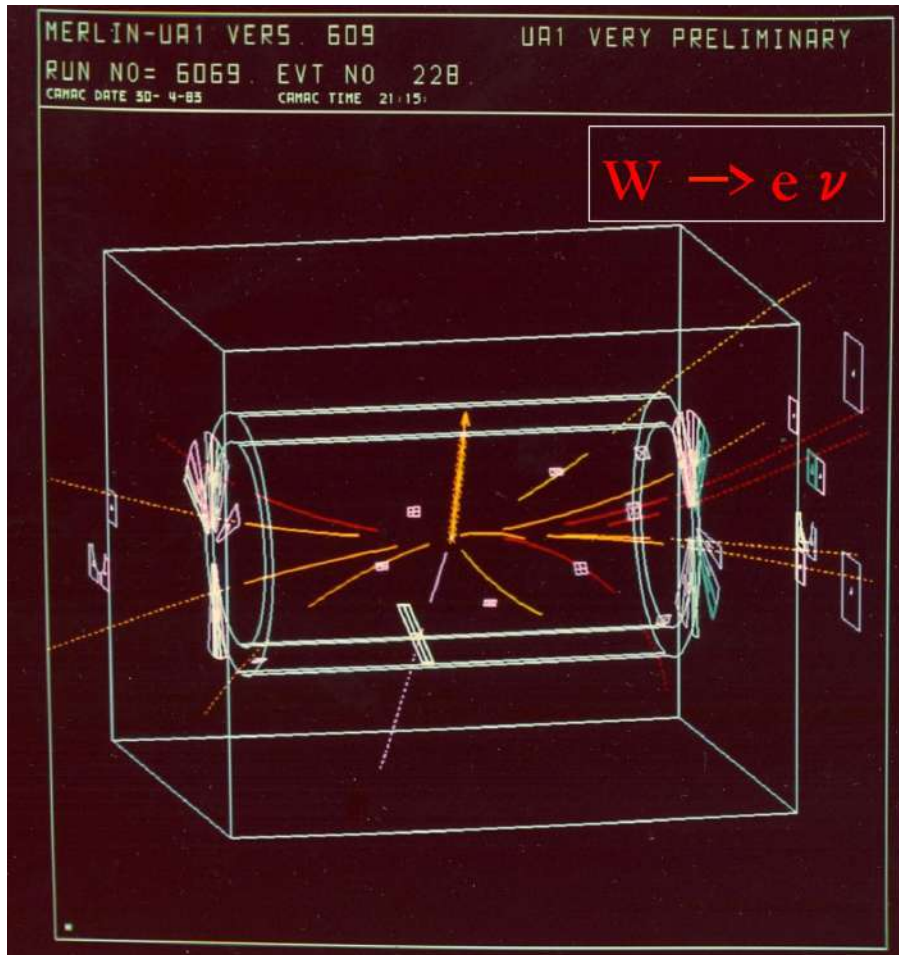 MERLIN-UA1 VERS. 609 UA1 VERY PRELIMINARY
RUN NO= 6069. EVT NO 228.
CAMAC DATE 30- 4-83 CAMAC TIME 21:15:
W —> e ν